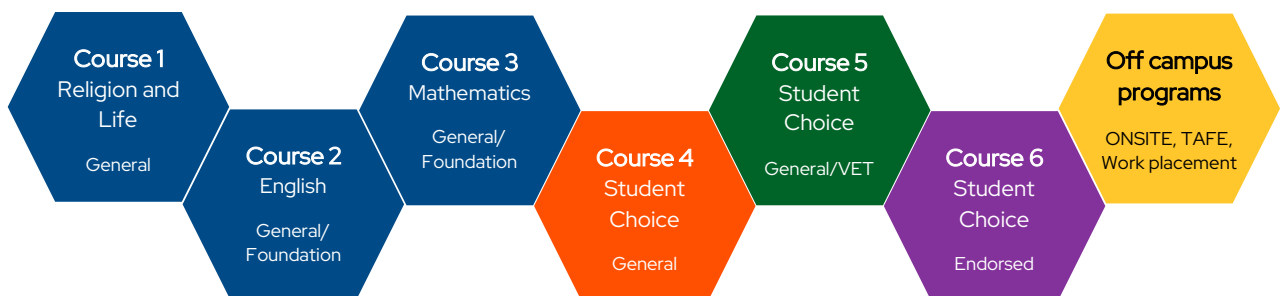 Course 1
Religion and
Life
General
Course 2
English
General/
Foundation
Course 3
Mathematics
General/
Foundation
Course 4
Student
Choice
General
Course 5
Student
Choice
General/VET
Course 6
Student
Choice
Endorsed
Off campus
programs
ONSITE, TAFE,
Work placement